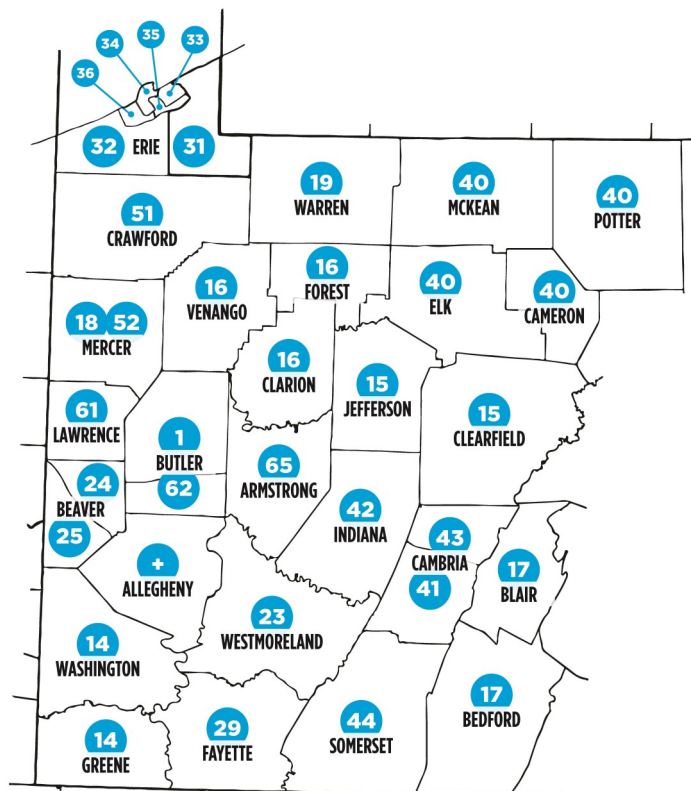 35
34
33
36
32 ERIE
31
19
WARREN
40
MCKEAN
40
POTTER
51
CRAWFORD
16
FOREST
16
VENANGO
40
ELK
40
CAMERON
18 52
MERCER
16
CLARION
15
JEFFERSON
15
CLEARFIELD
61
LAWRENCE
1
BUTLER
62
65
ARMSTRONG
24
BEAVER
25
42
INDIANA
43
CAMBRIA
41
17
BLAIR
+
ALLEGHENY
23
WESTMORELAND
14
WASHINGTON
17
BEDFORD
14
GREENE
29
FAYETTE
44
SOMERSET